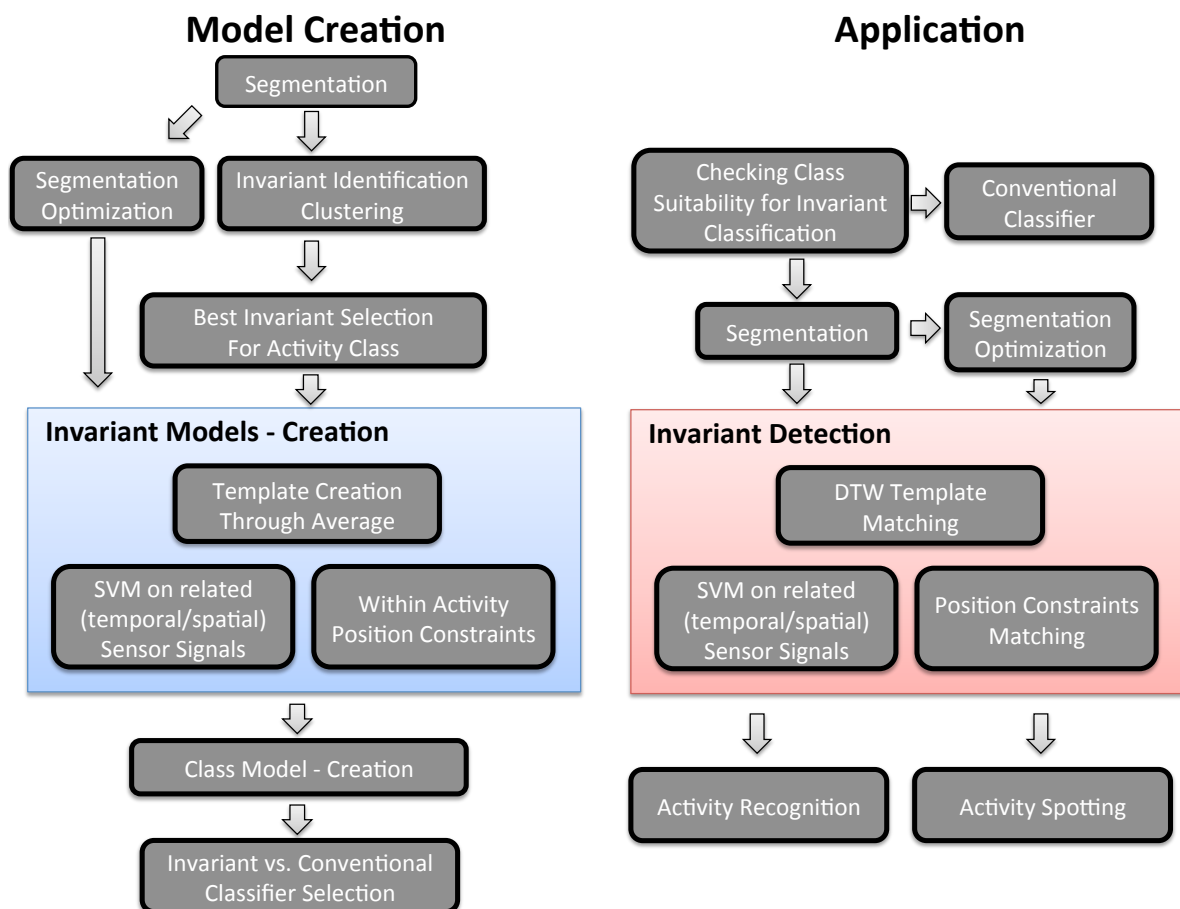 Model Creation
Segmentation
Segmentation
Optimization
Invariant Identification
Clustering
Best Invariant Selection
For Activity Class
Invariant Models - Creation
Template Creation
Through Average
SVM on related
(temporal/spatial)
Sensor Signals
Within Activity
Position Constraints
Class Model - Creation
Invariant vs. Conventional
Classifier Selection
Application
Checking Class
Suitability for Invariant
Classification
Conventional
Classifier
Segmentation
Segmentation
Optimization
Invariant Detection
DTW Template
Matching
SVM on related
(temporal/spatial)
Sensor Signals
Position Constraints
Matching
Activity Recognition
Activity Spotting